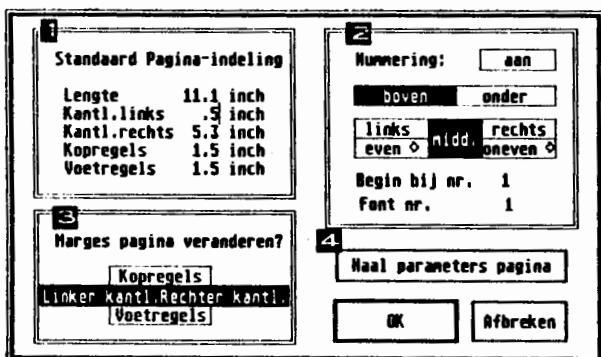 1
Standaard Pagina-indeling
Lengte 11.1 inch
Kantl.links .5 inch
Kantl.rechts 5.3 inch
Kopregels 1.5 inch
Voetregels 1.5 inch
2
Nummering: aan
boven onder
links midd. rechts
even ◇ oneven ◇
Begin bij nr. 1
Font nr. 1
3
Marges pagina veranderen?
Kopregels
Linker kantl.Rechter kantl.
Voetregels
4
Haal parameters pagina
OK Afbreken